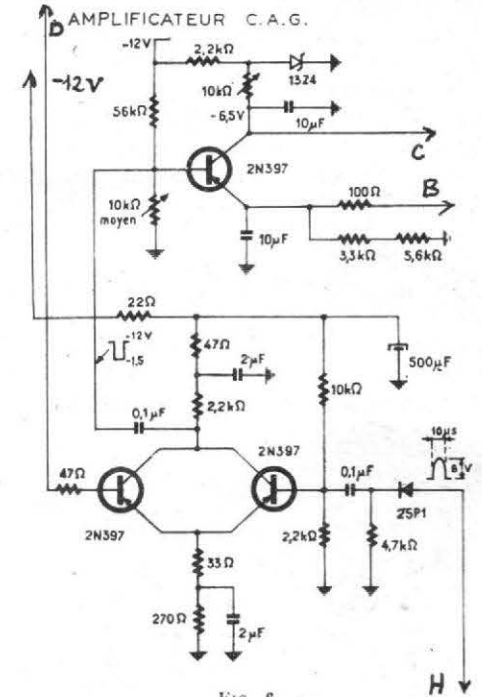 D
AMPLIFICATEUR C.A.G.
-12V
2,2kΩ
-12V
13Z4
10kΩ
56kΩ
-6,5V
10µF
C
2N397
100Ω
B
10kΩ
moyen
10µF
3,3kΩ
5,6kΩ
22Ω
-12V
-1,5
47Ω
2µF
500µF
10kΩ
2,2kΩ
0,1µF
10µs
2N397
8V
47Ω
0,1µF
25P1
2N397
2,2kΩ
4,7kΩ
33Ω
270Ω
2µF
H